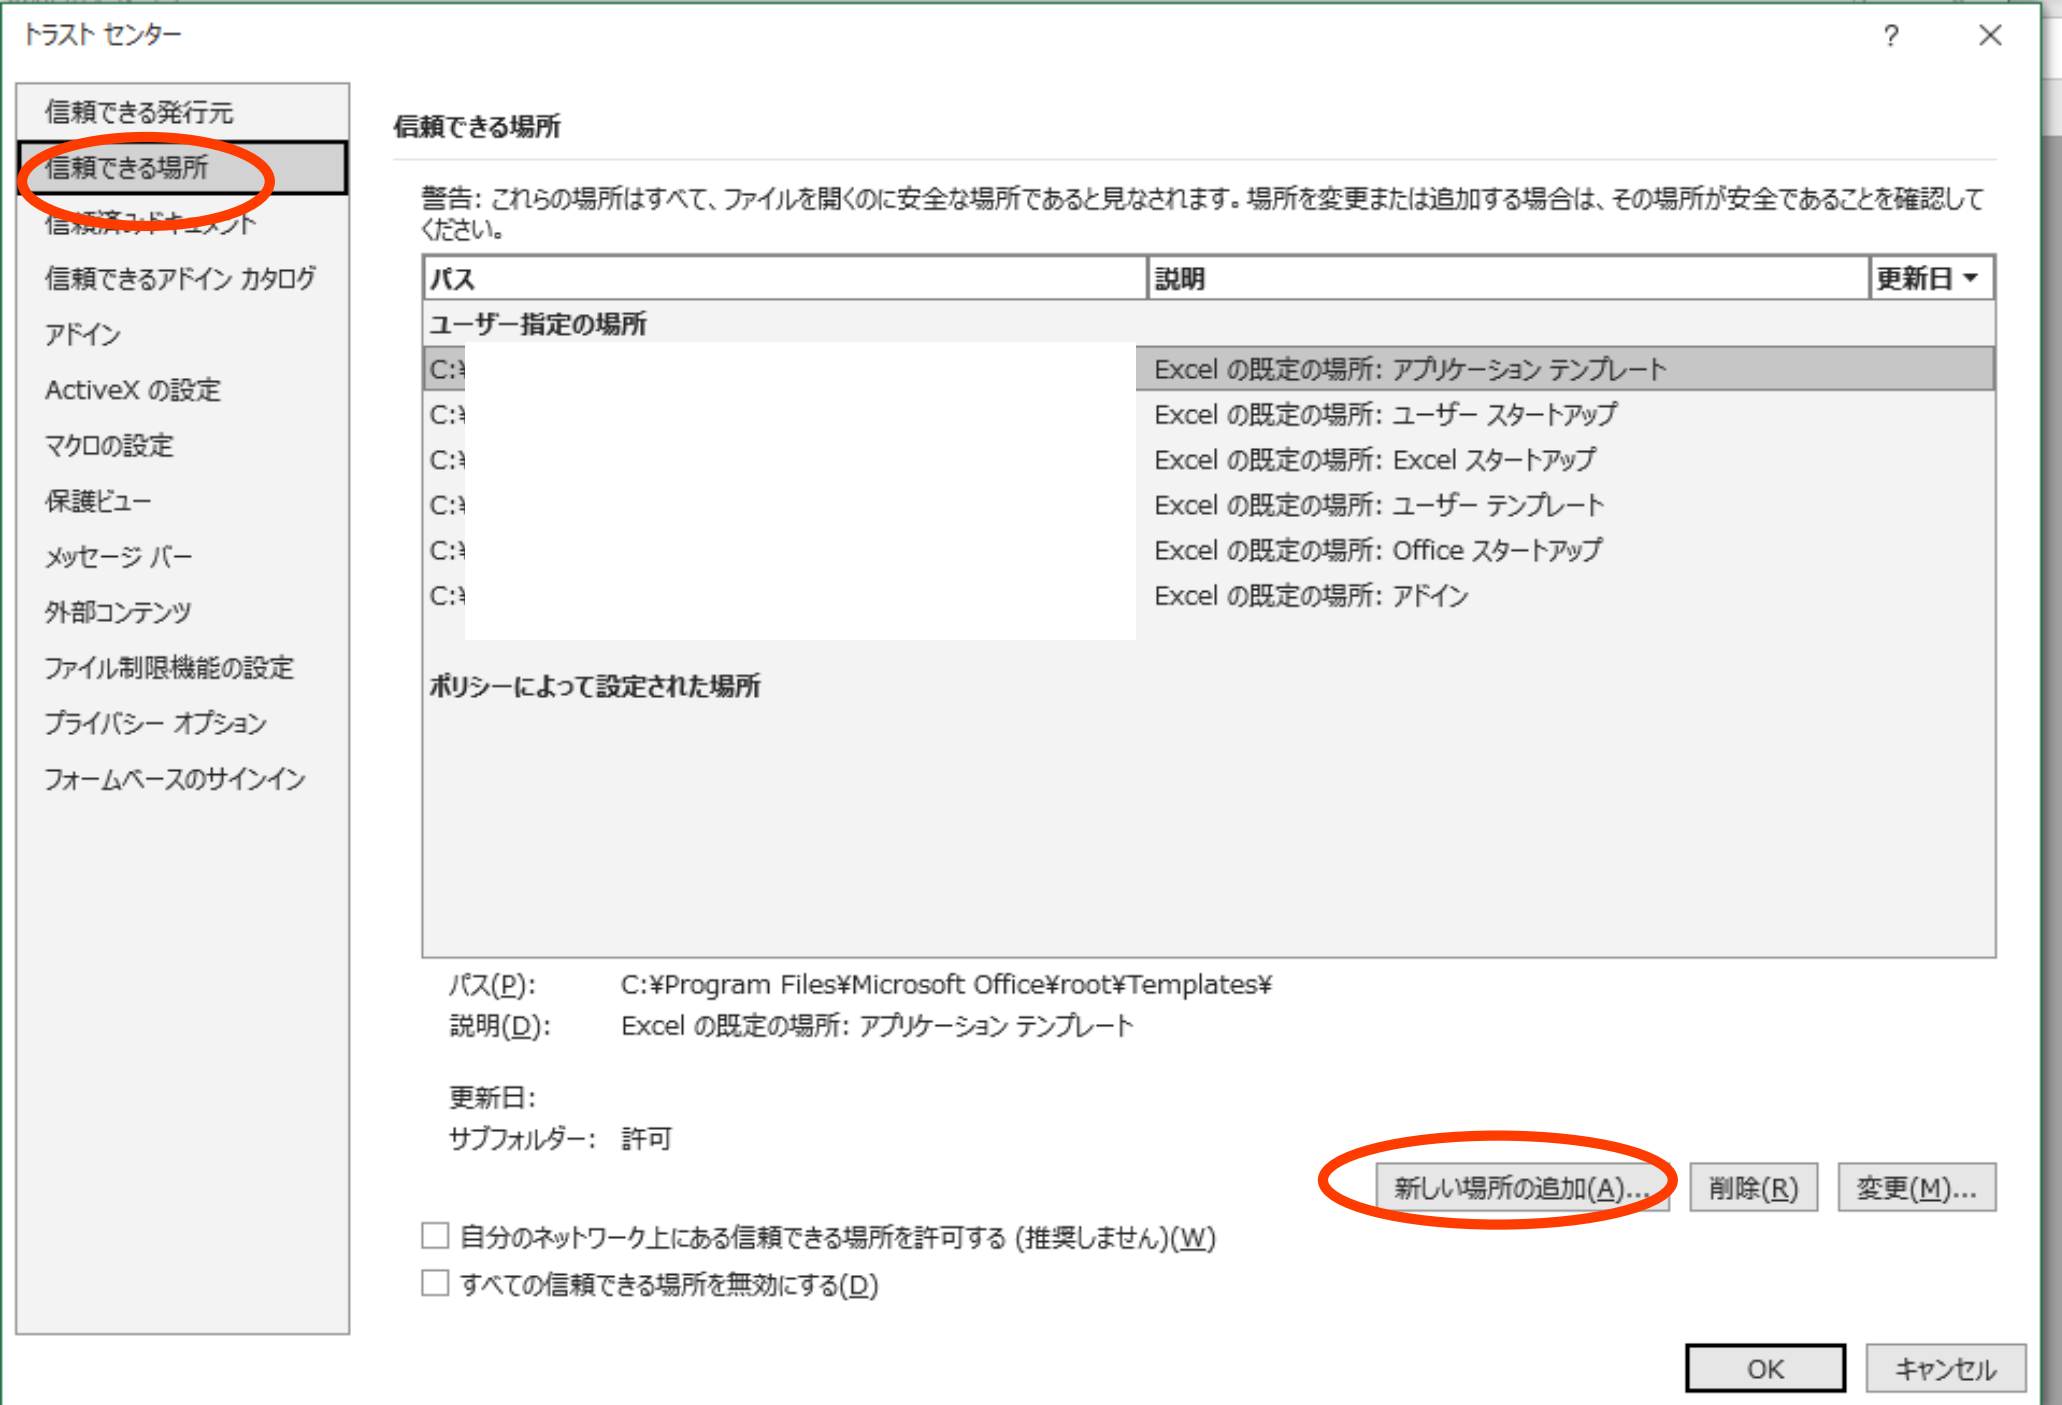 トラスト センター
?
信頼できる発行元
信頼できる場所
信頼済みドキュメント
信頼できるアドイン カタログ
アドイン
ActiveX の設定
マクロの設定
保護ビュー
メッセージ バー
外部コンテンツ
ファイル制限機能の設定
プライバシー オプション
フォームベースのサインイン
信頼できる場所
警告: これらの場所はすべて、ファイルを開くのに安全な場所であると見なされます。場所を変更または追加する場合は、その場所が安全であることを確認して
ください。
パス 説明 更新日
ユーザー指定の場所
C:¥ Excel の既定の場所: アプリケーション テンプレート
C:¥ Excel の既定の場所: ユーザー スタートアップ
C:¥ Excel の既定の場所: Excel スタートアップ
C:¥ Excel の既定の場所: ユーザー テンプレート
C:¥ Excel の既定の場所: Office スタートアップ
C:¥ Excel の既定の場所: アドイン
ポリシーによって設定された場所
パス(P): C:¥Program Files¥Microsoft Office¥root¥Templates¥
説明(D): Excel の既定の場所: アプリケーション テンプレート
更新日:
サブフォルダー: 許可
新しい場所の追加(A)... 削除(R) 変更(M)...
自分のネットワーク上にある信頼できる場所を許可する (推奨しません)(W)
すべての信頼できる場所を無効にする(D)
OK キャンセル